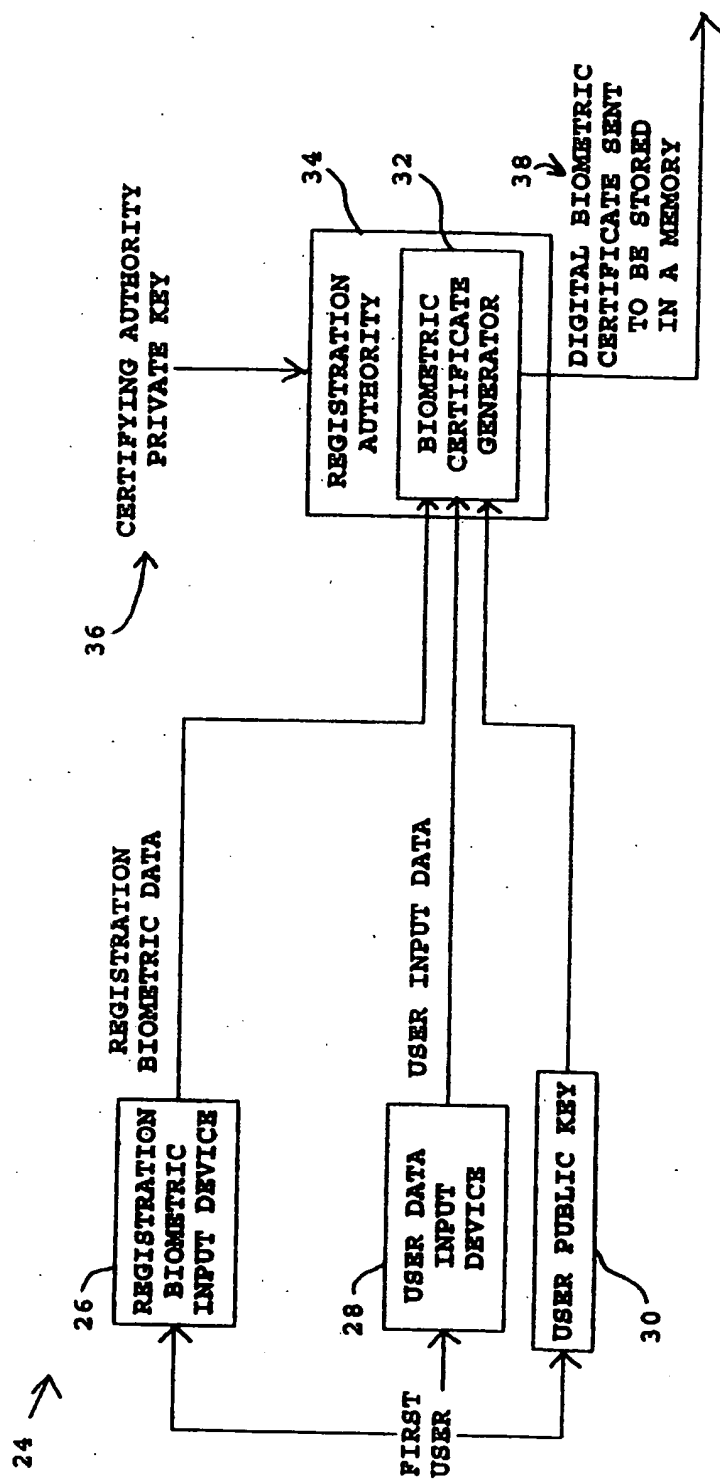 24
FIRST
USER
26
REGISTRATION
BIOMETRIC
INPUT DEVICE
REGISTRATION
BIOMETRIC DATA
28
USER DATA
INPUT
DEVICE
USER INPUT DATA
USER PUBLIC KEY
30
36
CERTIFYING AUTHORITY
PRIVATE KEY
34
REGISTRATION
AUTHORITY
32
BIOMETRIC
CERTIFICATE
GENERATOR
38
DIGITAL BIOMETRIC
CERTIFICATE SENT
TO BE STORED
IN A MEMORY